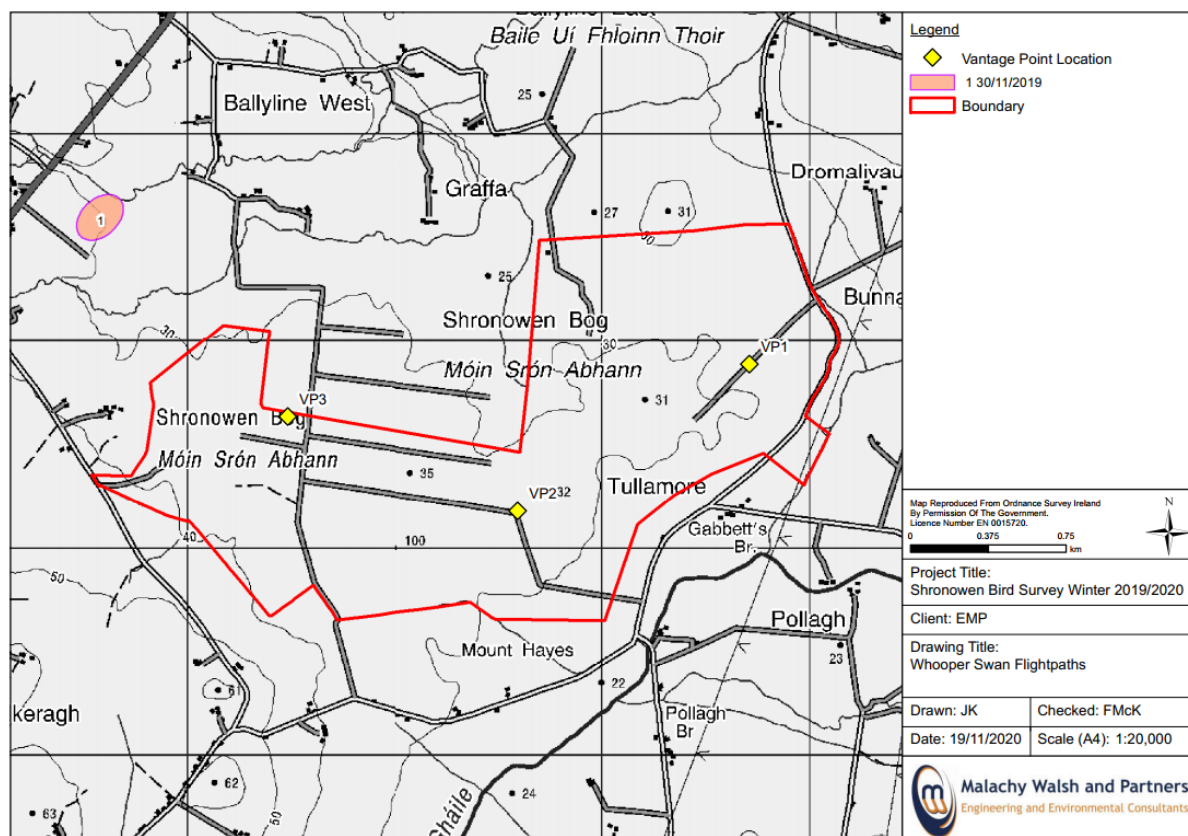 Baile Uí Fhloinn Thoir
Ballyline West
25
Graffa
Dromalivau
27
31
30
1
25
Bunna
Shronowen Bog
30
30
Móin Srón Abhann
VP1
31
VP3
Shronowen Bog
Móin Srón Abhann
35
VP2
32
Tullamore
Gabbett's
Br.
40
100
50
Pollagh
Mount Hayes
23
22
61
keragh
Pollagh
Br
62
50
63
24
Gháile
Legend
Vantage Point Location
1 30/11/2019
Boundary
Map Reproduced From Ordnance Survey Ireland
By Permission Of The Government.
Licence Number EN 0015720.
N
0 0.375 0.75
km
Project Title:
Shronowen Bird Survey Winter 2019/2020
Client: EMP
Drawing Title:
Whooper Swan Flightpaths
Drawn: JK Checked: FMcK
Date: 19/11/2020 Scale (A4): 1:20,000
Malachy Walsh and Partners
Engineering and Environmental Consultants